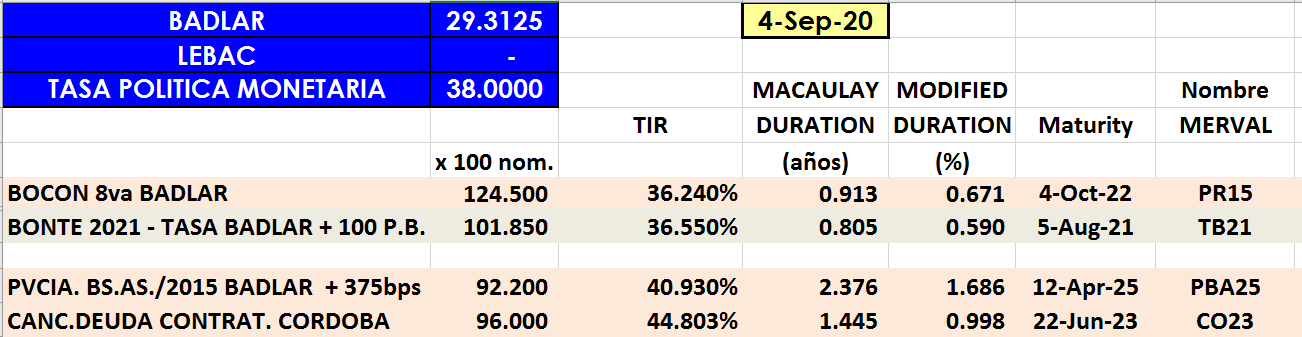 BADLAR 29.3125 4-Sep-20
LEBAC -
TASA POLITICA MONETARIA 38.0000 MACAULAY MODIFIED Nombre
TIR DURATION DURATION Maturity MERVAL
x 100 nom. (años) (%)
BOCON 8va BADLAR 124.500 36.240% 0.913 0.671 4-Oct-22 PR15
BONTE 2021 - TASA BADLAR + 100 P.B. 101.850 36.550% 0.805 0.590 5-Aug-21 TB21
PVCIA. BS.AS./2015 BADLAR + 375bps 92.200 40.930% 2.376 1.686 12-Apr-25 PBA25
CANC.DEUDA CONTRAT. CORDOBA 96.000 44.803% 1.445 0.998 22-Jun-23 CO23